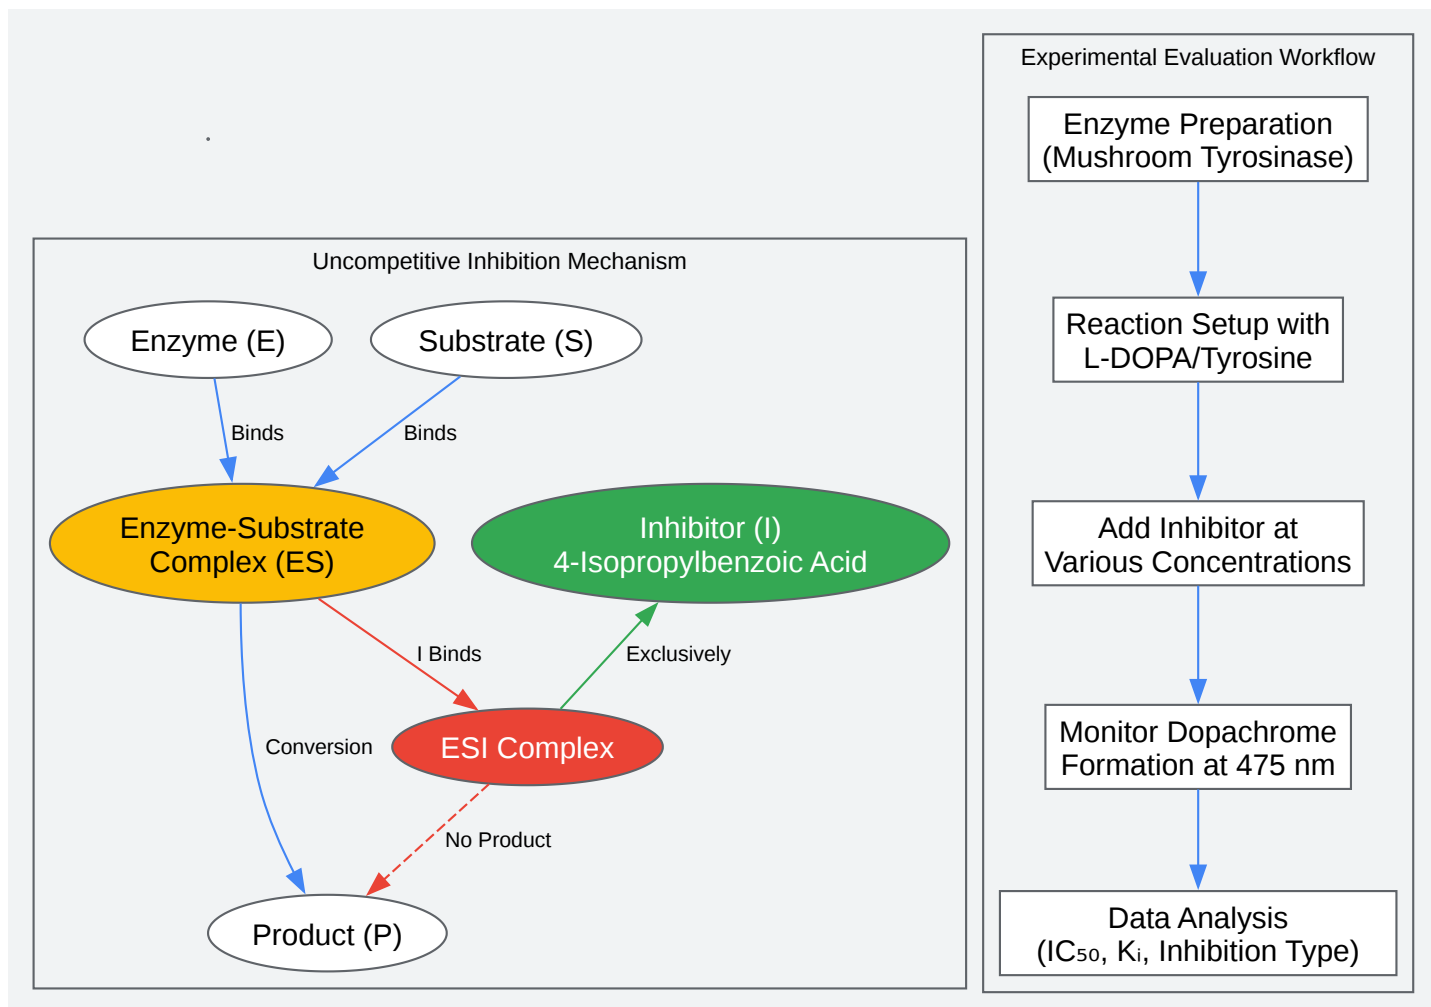 Uncompetitive Inhibition Mechanism
Enzyme (E)
Substrate (S)
Binds
Binds
Enzyme-Substrate
Complex (ES)
Inhibitor (I)
4-Isopropylbenzoic Acid
I Binds
Exclusively
Conversion
ESI Complex
No Product
Product (P)
Experimental Evaluation Workflow
Enzyme Preparation
(Mushroom Tyrosinase)
Reaction Setup with
L-DOPA/Tyrosine
Add Inhibitor at
Various Concentrations
Monitor Dopachrome
Formation at 475 nm
Data Analysis
(IC₅₀, Kᵢ, Inhibition Type)